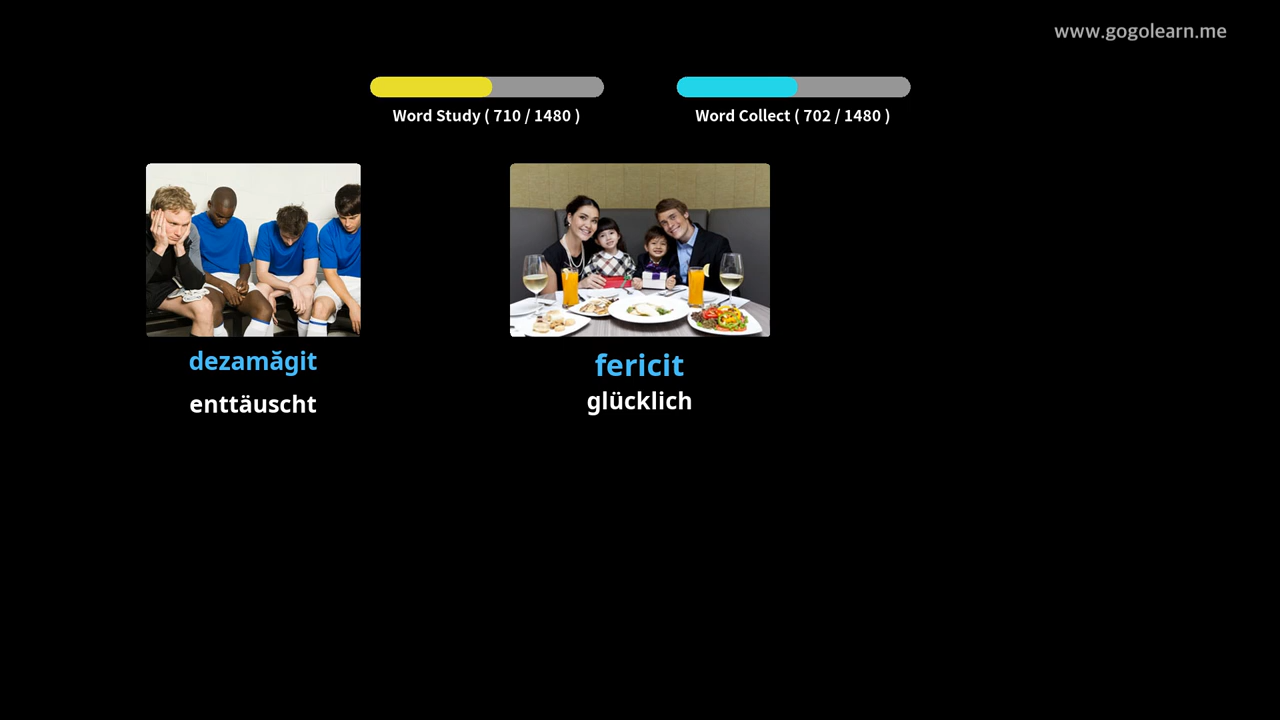 www.gogolearn.me
Word Study ( 710 / 1480 )
Word Collect ( 702 / 1480 )
dezamăgit
enttäuscht
fericit
glücklich